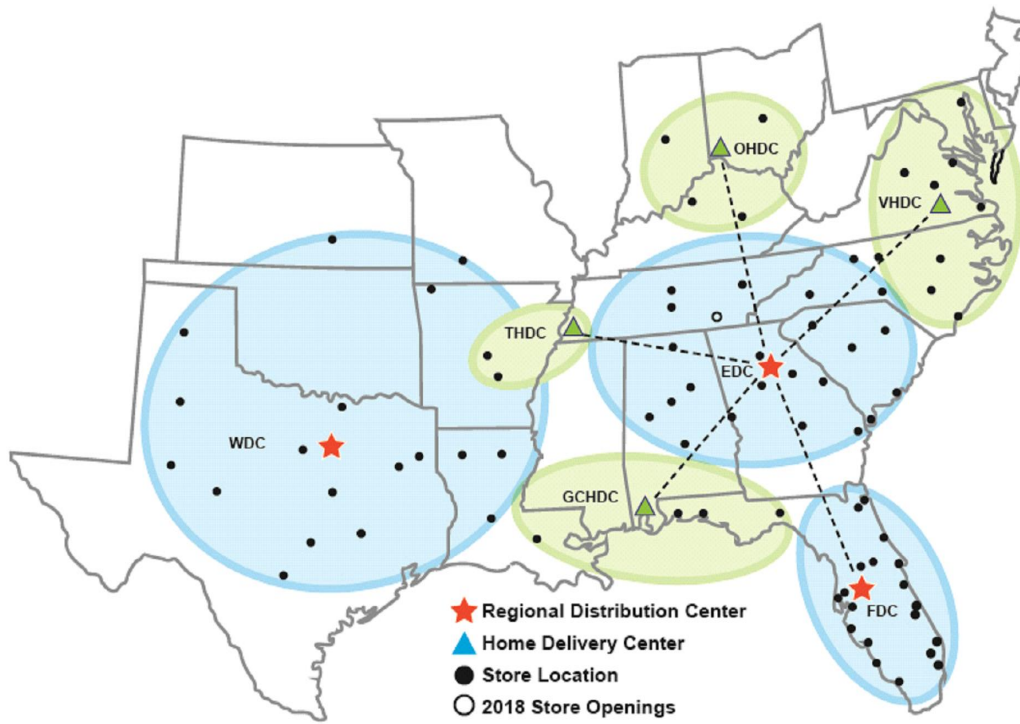 OHDC
VHDC
THDC
EDC
WDC
GCHDC
FDC
Regional Distribution Center
Home Delivery Center
Store Location
2018 Store Openings